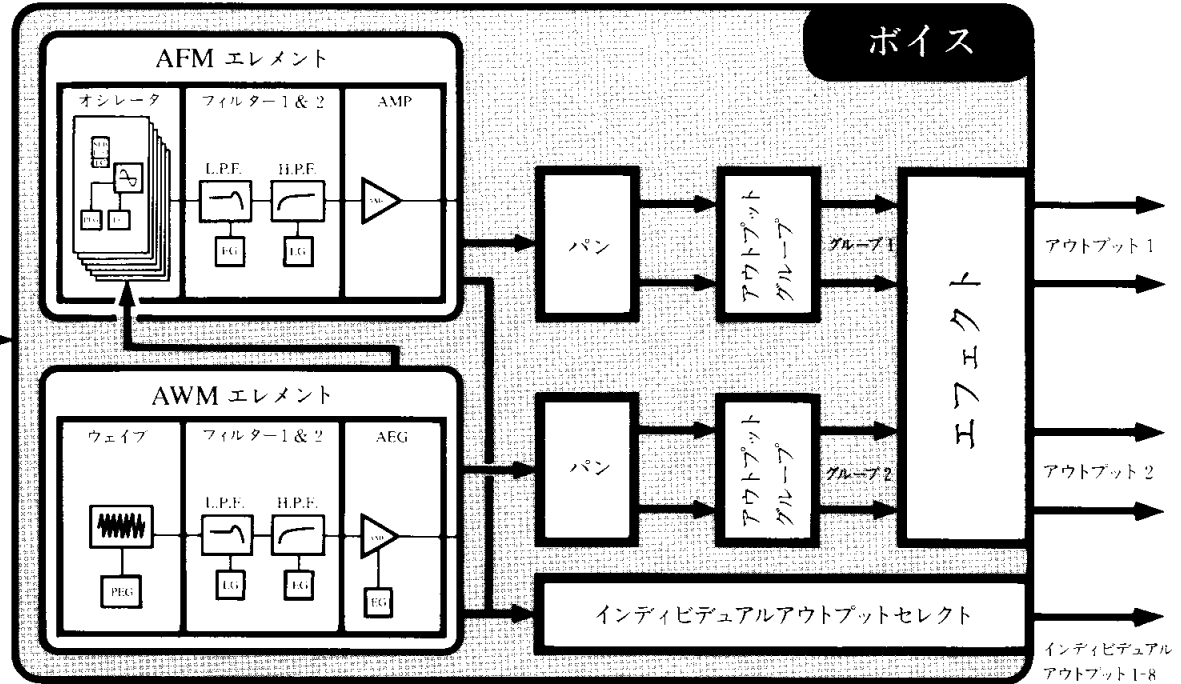 ボイス
AFM エレメント
オシレータ
フィルター1 & 2
AMP
L.P.F.
H.P.F.
PEG
EG
EG
AWM エレメント
ウェイブ
フィルター1 & 2
AEG
L.P.F.
H.P.F.
PEG
EG
EG
EG
パン
アウトプット
グループ
グループ 1
パン
アウトプット
グループ
グループ 2
エフェクト
インディビデュアルアウトプットセレクト
アウトプット 1
アウトプット 2
インディビデュアル
アウトプット 1-8